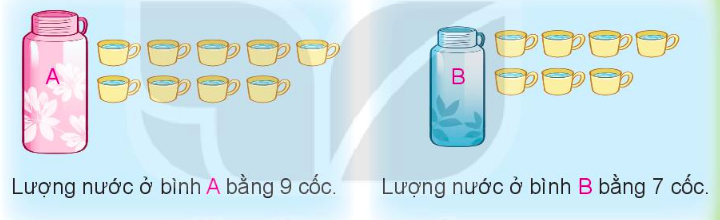 A
B
Lượng nước ở bình A bằng 9 cốc.
Lượng nước ở bình B bằng 7 cốc.